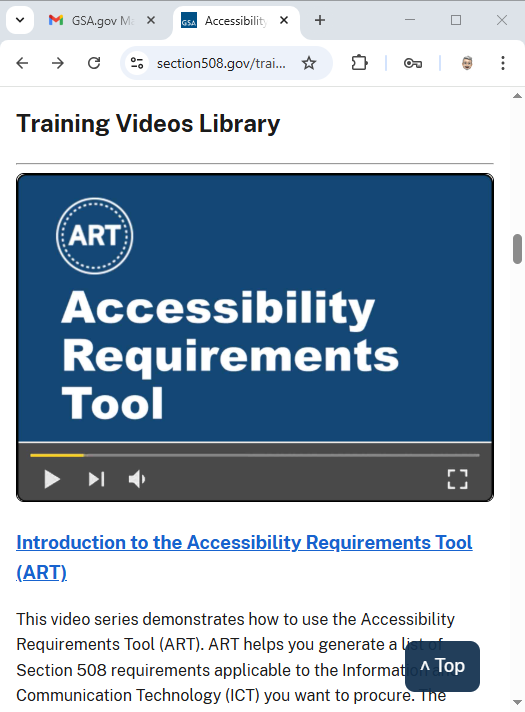 GSA.gov Ma
GSA
Accessibility
section508.gov/trai...
Training Videos Library
ART
Accessibility
Requirements
Tool
Introduction to the Accessibility Requirements Tool
(ART)
This video series demonstrates how to use the Accessibility
Requirements Tool (ART). ART helps you generate a list of
Section 508 requirements applicable to the Information and
Communication Technology (ICT) you want to procure. The
^ Top